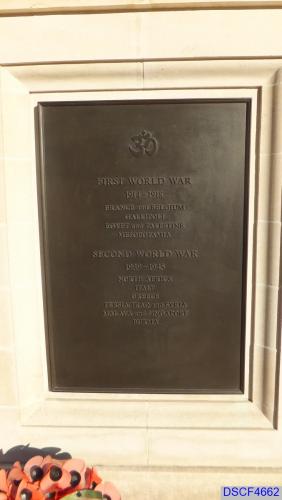 ॐ
FIRST WORLD WAR
1914–1918
FRANCE AND BELGIUM
GALLIPOLI
EGYPT AND PALESTINE
MESOPOTAMIA
SECOND WORLD WAR
1939–1945
NORTH AFRICA
ITALY
GREECE
PERSIA IRAQ AND SYRIA
MALAYA AND SINGAPORE
BURMA
DSCF4662